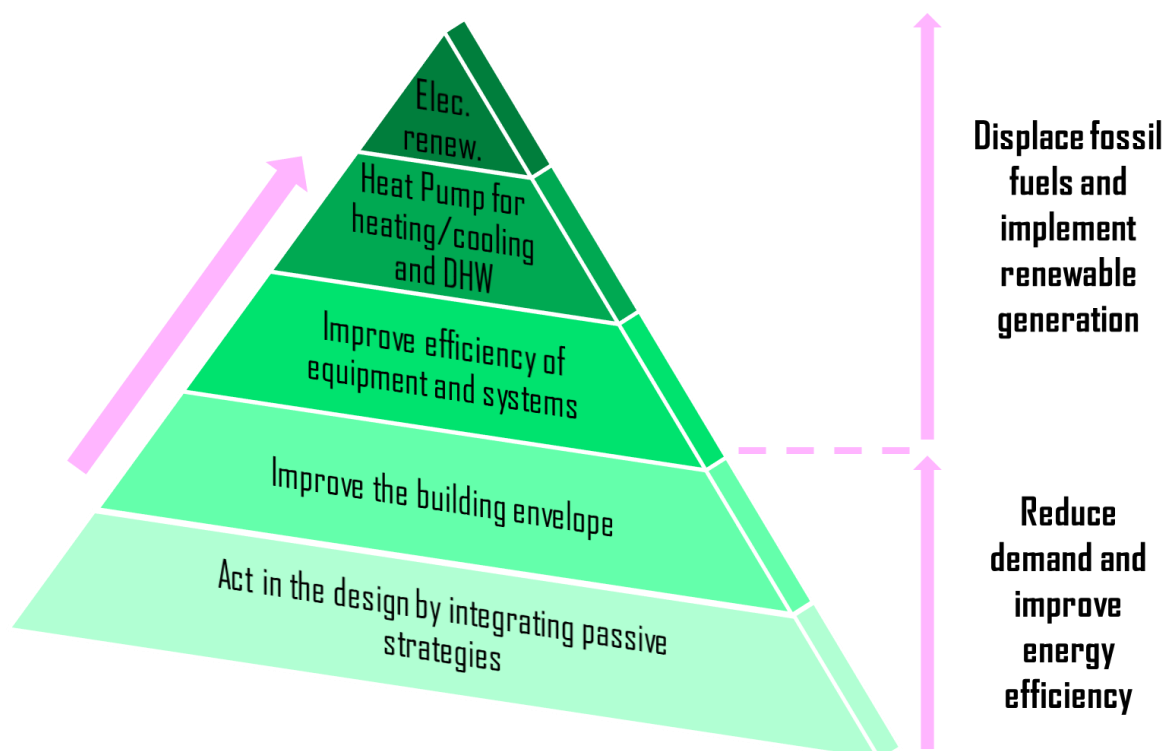 Elec.
renew.
Heat Pump for
heating/cooling
and DHW
Improve efficiency of
equipment and systems
Improve the building envelope
Act in the design by integrating passive
strategies
Displace fossil
fuels and
implement
renewable
generation
Reduce
demand and
improve
energy
efficiency